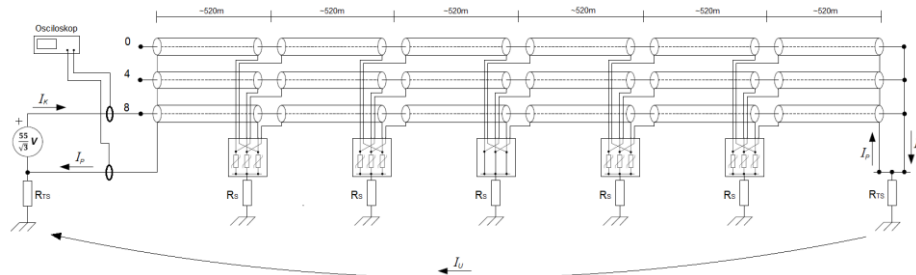 ~520m ~520m ~520m ~520m ~520m ~520m
Osciloskop
0
4
8
I_K
+
55/√3 V
I_P
R_TS
R_S R_S R_S R_S R_S
I_P
R_TS
I_U